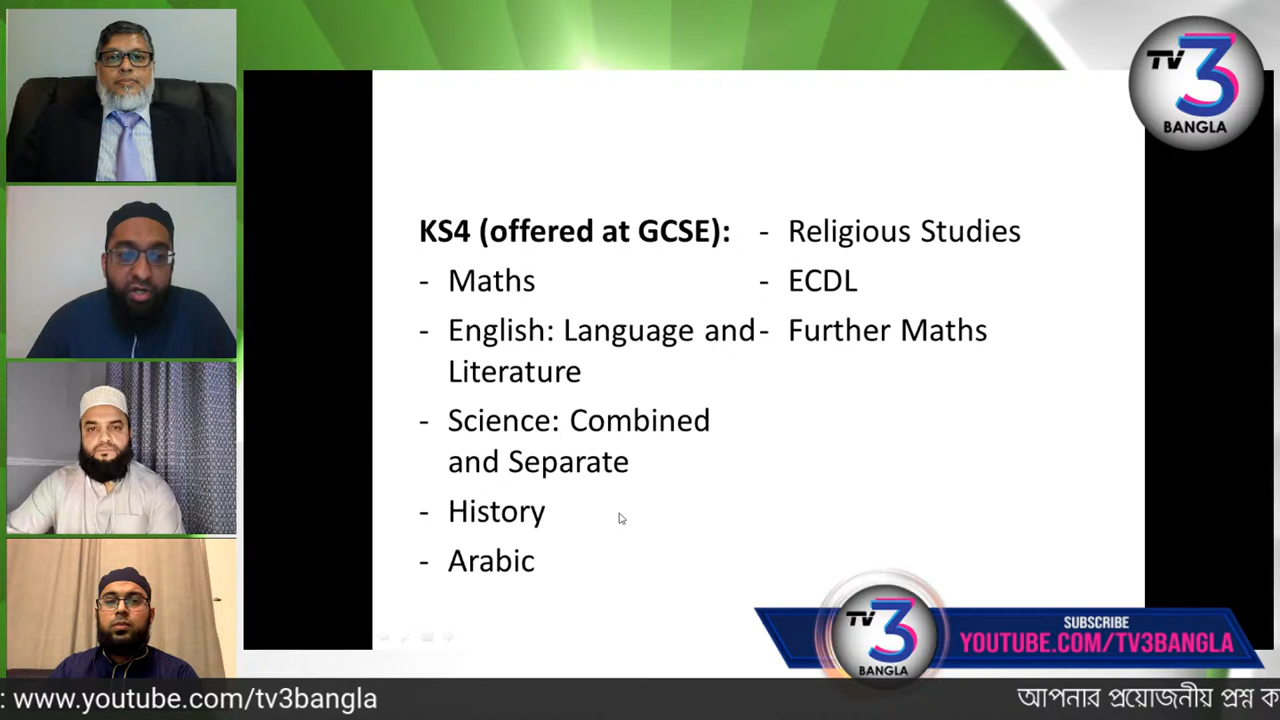 TV3
BANGLA
KS4 (offered at GCSE):
- Maths
- English: Language and
Literature
- Science: Combined
and Separate
- History
- Arabic
- Religious Studies
- ECDL
- Further Maths
TV3
BANGLA
SUBSCRIBE
YOUTUBE.COM/TV3BANGLA
: www.youtube.com/tv3bangla
আপনার প্রয়োজনীয় প্রশ্ন ক